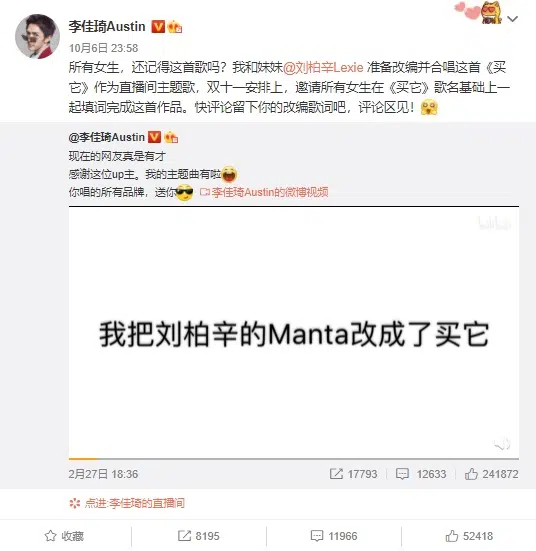 李佳琦Austin
10月6日 23:58
所有女生，还记得这首歌吗？我和妹妹@刘柏辛Lexie 准备改编并合唱这首《买
它》作为直播间主题歌，双十一安排上，邀请所有女生在《买它》歌名基础上一
起填词完成这首作品。快评论留下你的改编歌词吧，评论区见！
@李佳琦Austin
现在的网友真是有才
感谢这位up主。我的主题曲有啦
你唱的所有品牌，送你 李佳琦Austin的微博视频
bilibili
我把刘柏辛的Manta改成了买它
2月27日 18:36 17793 12633 241872
点进:李佳琦的直播间
收藏 8195 11966 52418